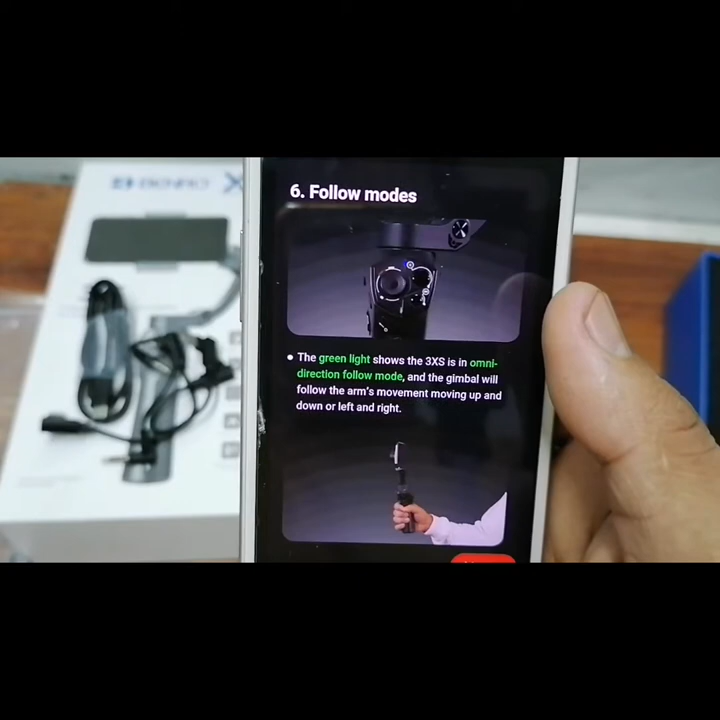 BENRO X
6. Follow modes
The green light shows the 3XS is in omni-
direction follow mode, and the gimbal will
follow the arm's movement moving up and
down or left and right.